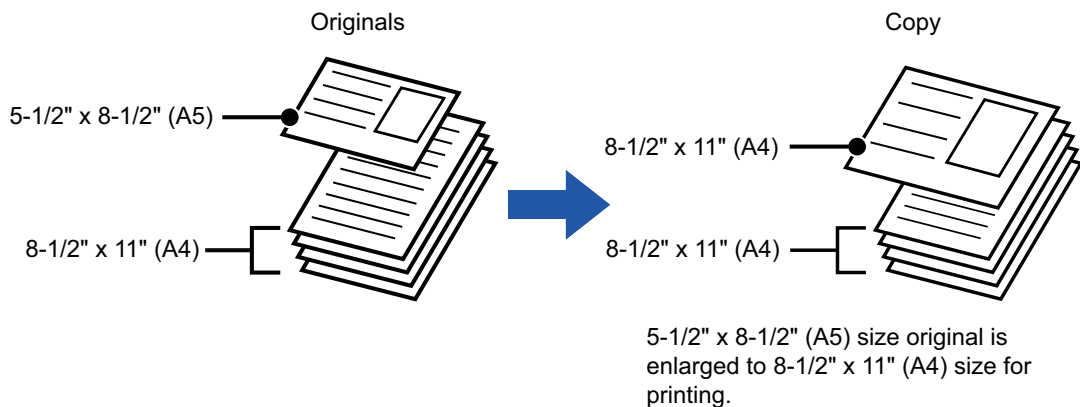 Originals
5-1/2" x 8-1/2" (A5)
8-1/2" x 11" (A4)
Copy
8-1/2" x 11" (A4)
8-1/2" x 11" (A4)
5-1/2" x 8-1/2" (A5) size original is
enlarged to 8-1/2" x 11" (A4) size for
printing.